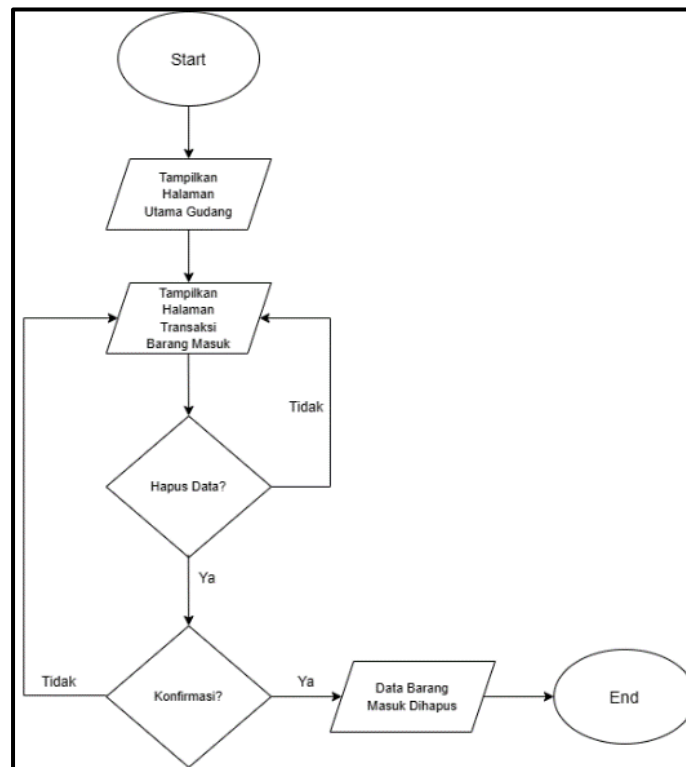 Start
Tampilkan
Halaman
Utama Gudang
Tampilkan
Halaman
Transaksi
Barang Masuk
Tidak
Hapus Data?
Ya
Tidak
Konfirmasi?
Ya
Data Barang
Masuk Dihapus
End